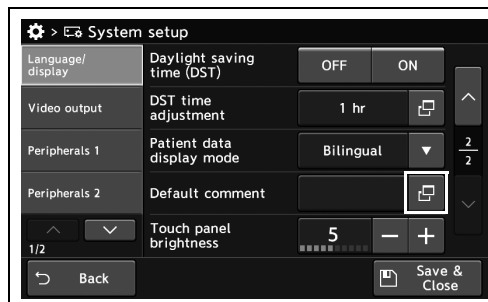 > System setup
Language/
display
Video output
Peripherals 1
Peripherals 2
1/2
Daylight saving
time (DST)
OFF
ON
DST time
adjustment
1 hr
Patient data
display mode
Bilingual
Default comment
Touch panel
brightness
5
2
2
Back
Save &
Close